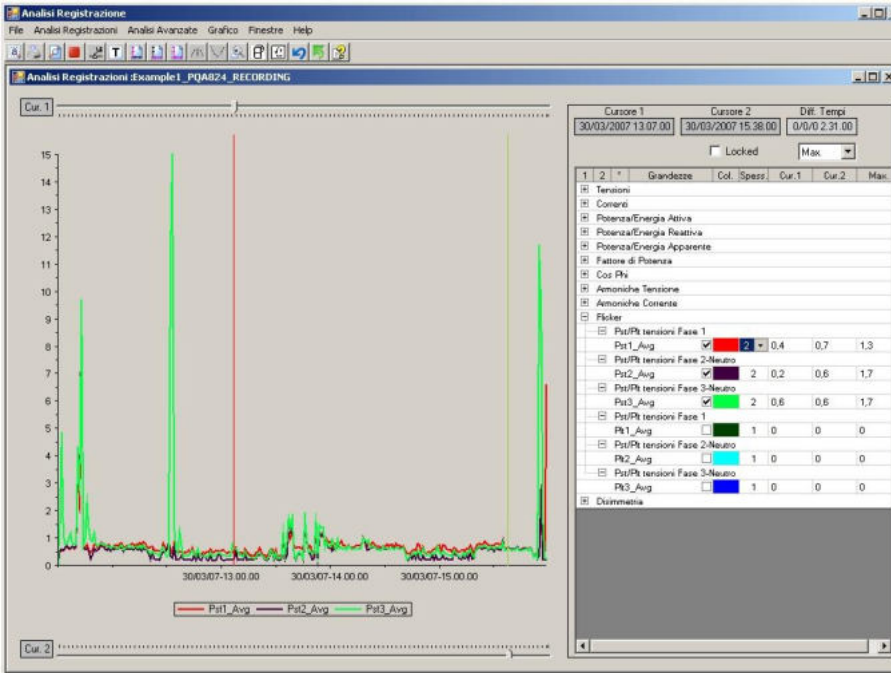 Analisi Registrazione
File Analisi Registrazioni Analisi Avanzate Grafico Finestre Help
T
Analisi Registrazioni :Example1_PQA824_RECORDING
Cur. 1
15
14
13
12
11
10
9
8
7
6
5
4
3
2
1
0
30/03/07-13.00.00 30/03/07-14.00.00 30/03/07-15.00.00
Pst1_Avg Pst2_Avg Pst3_Avg
Cur. 2
Cursore 1 Cursore 2 Diff. Tempi
30/03/2007 13.07.00 30/03/2007 15.38.00 0/0/0 2.31.00
Locked Max
1 2 * Grandezze Col. Spess. Cur.1 Cur.2 Max.
Tensioni
Correnti
Potenza/Energia Attiva
Potenza/Energia Reattiva
Potenza/Energia Apparente
Fattore di Potenza
Cos Phi
Armoniche Tensione
Armoniche Corrente
Flicker
Pst/Plt tensioni Fase 1
Pst1_Avg 2 0,4 0,7 1,3
Pst/Plt tensioni Fase 2-Neutro
Pst2_Avg 2 0,2 0,6 1,7
Pst/Plt tensioni Fase 3-Neutro
Pst3_Avg 2 0,6 0,6 1,7
Pst/Plt tensioni Fase 1
Plt1_Avg 1 0 0 0
Pst/Plt tensioni Fase 2-Neutro
Plt2_Avg 1 0 0 0
Pst/Plt tensioni Fase 3-Neutro
Plt3_Avg 1 0 0 0
Disimmetria